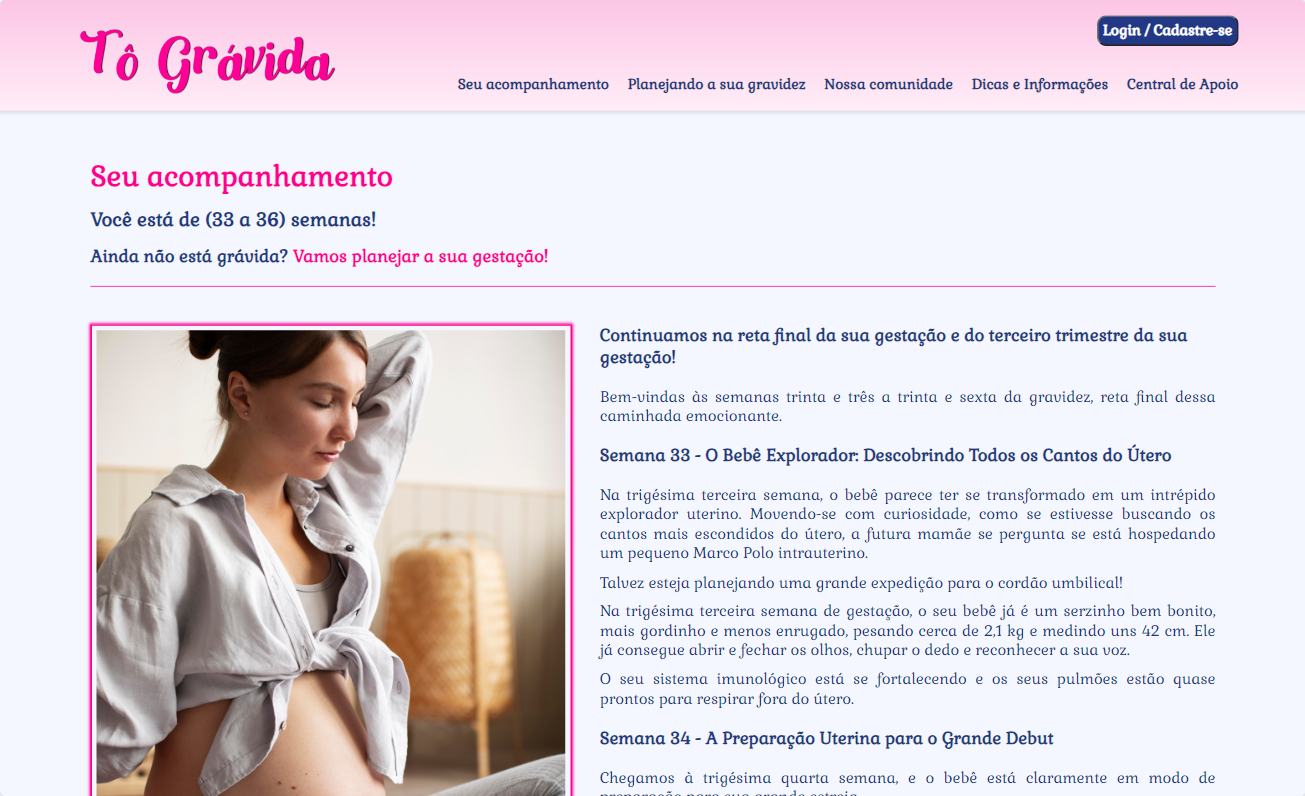 Tô Grávida
Login / Cadastre-se
Seu acompanhamento Planejando a sua gravidez Nossa comunidade Dicas e Informações Central de Apoio
Seu acompanhamento
Você está de (33 a 36) semanas!
Ainda não está grávida? Vamos planejar a sua gestação!
Continuamos na reta final da sua gestação e do terceiro trimestre da sua
gestação!
Bem-vindas às semanas trinta e três a trinta e sexta da gravidez, reta final dessa
caminhada emocionante.
Semana 33 - O Bebê Explorador: Descobrindo Todos os Cantos do Útero
Na trigésima terceira semana, o bebê parece ter se transformado em um intrépido
explorador uterino. Movendo-se com curiosidade, como se estivesse buscando os
cantos mais escondidos do útero, a futura mamãe se pergunta se está hospedando
um pequeno Marco Polo intrauterino.
Talvez esteja planejando uma grande expedição para o cordão umbilical!
Na trigésima terceira semana de gestação, o seu bebê já é um serzinho bem bonito,
mais gordinho e menos enrugado, pesando cerca de 2,1 kg e medindo uns 42 cm. Ele
já consegue abrir e fechar os olhos, chupar o dedo e reconhecer a sua voz.
O seu sistema imunológico está se fortalecendo e os seus pulmões estão quase
prontos para respirar fora do útero.
Semana 34 - A Preparação Uterina para o Grande Debut
Chegamos à trigésima quarta semana, e o bebê está claramente em modo de
preparação para sua grande estreia.